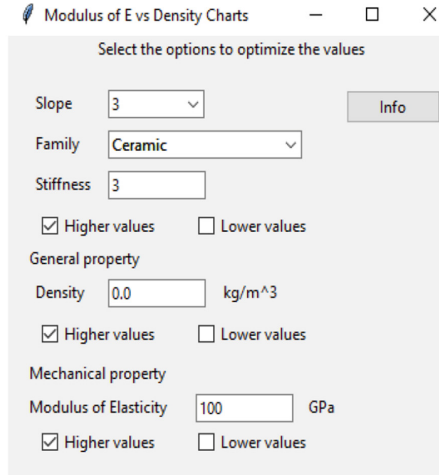 Modulus of E vs Density Charts
Select the options to optimize the values
Slope 3 Info
Family Ceramic
Stiffness 3
Higher values Lower values
General property
Density 0.0 kg/m^3
Higher values Lower values
Mechanical property
Modulus of Elasticity 100 GPa
Higher values Lower values